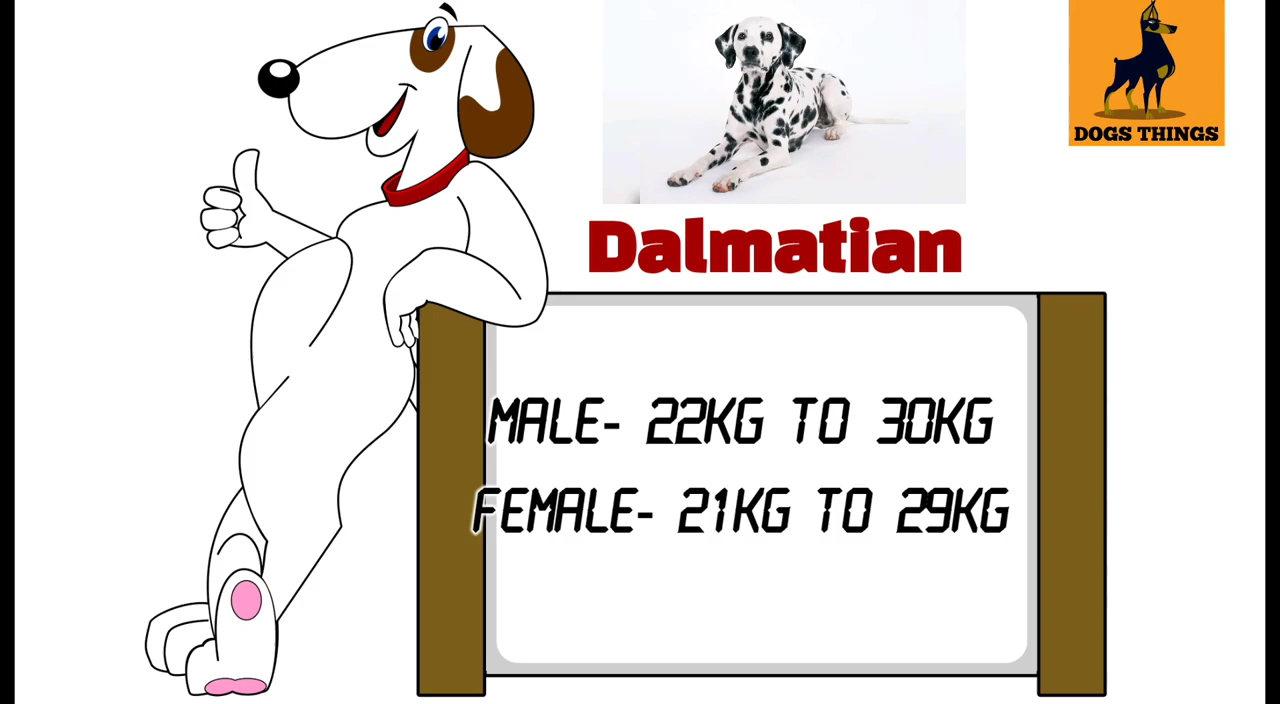 DOGS THINGS
Dalmatian
MALE- 22KG TO 30KG
FEMALE- 21KG TO 29KG